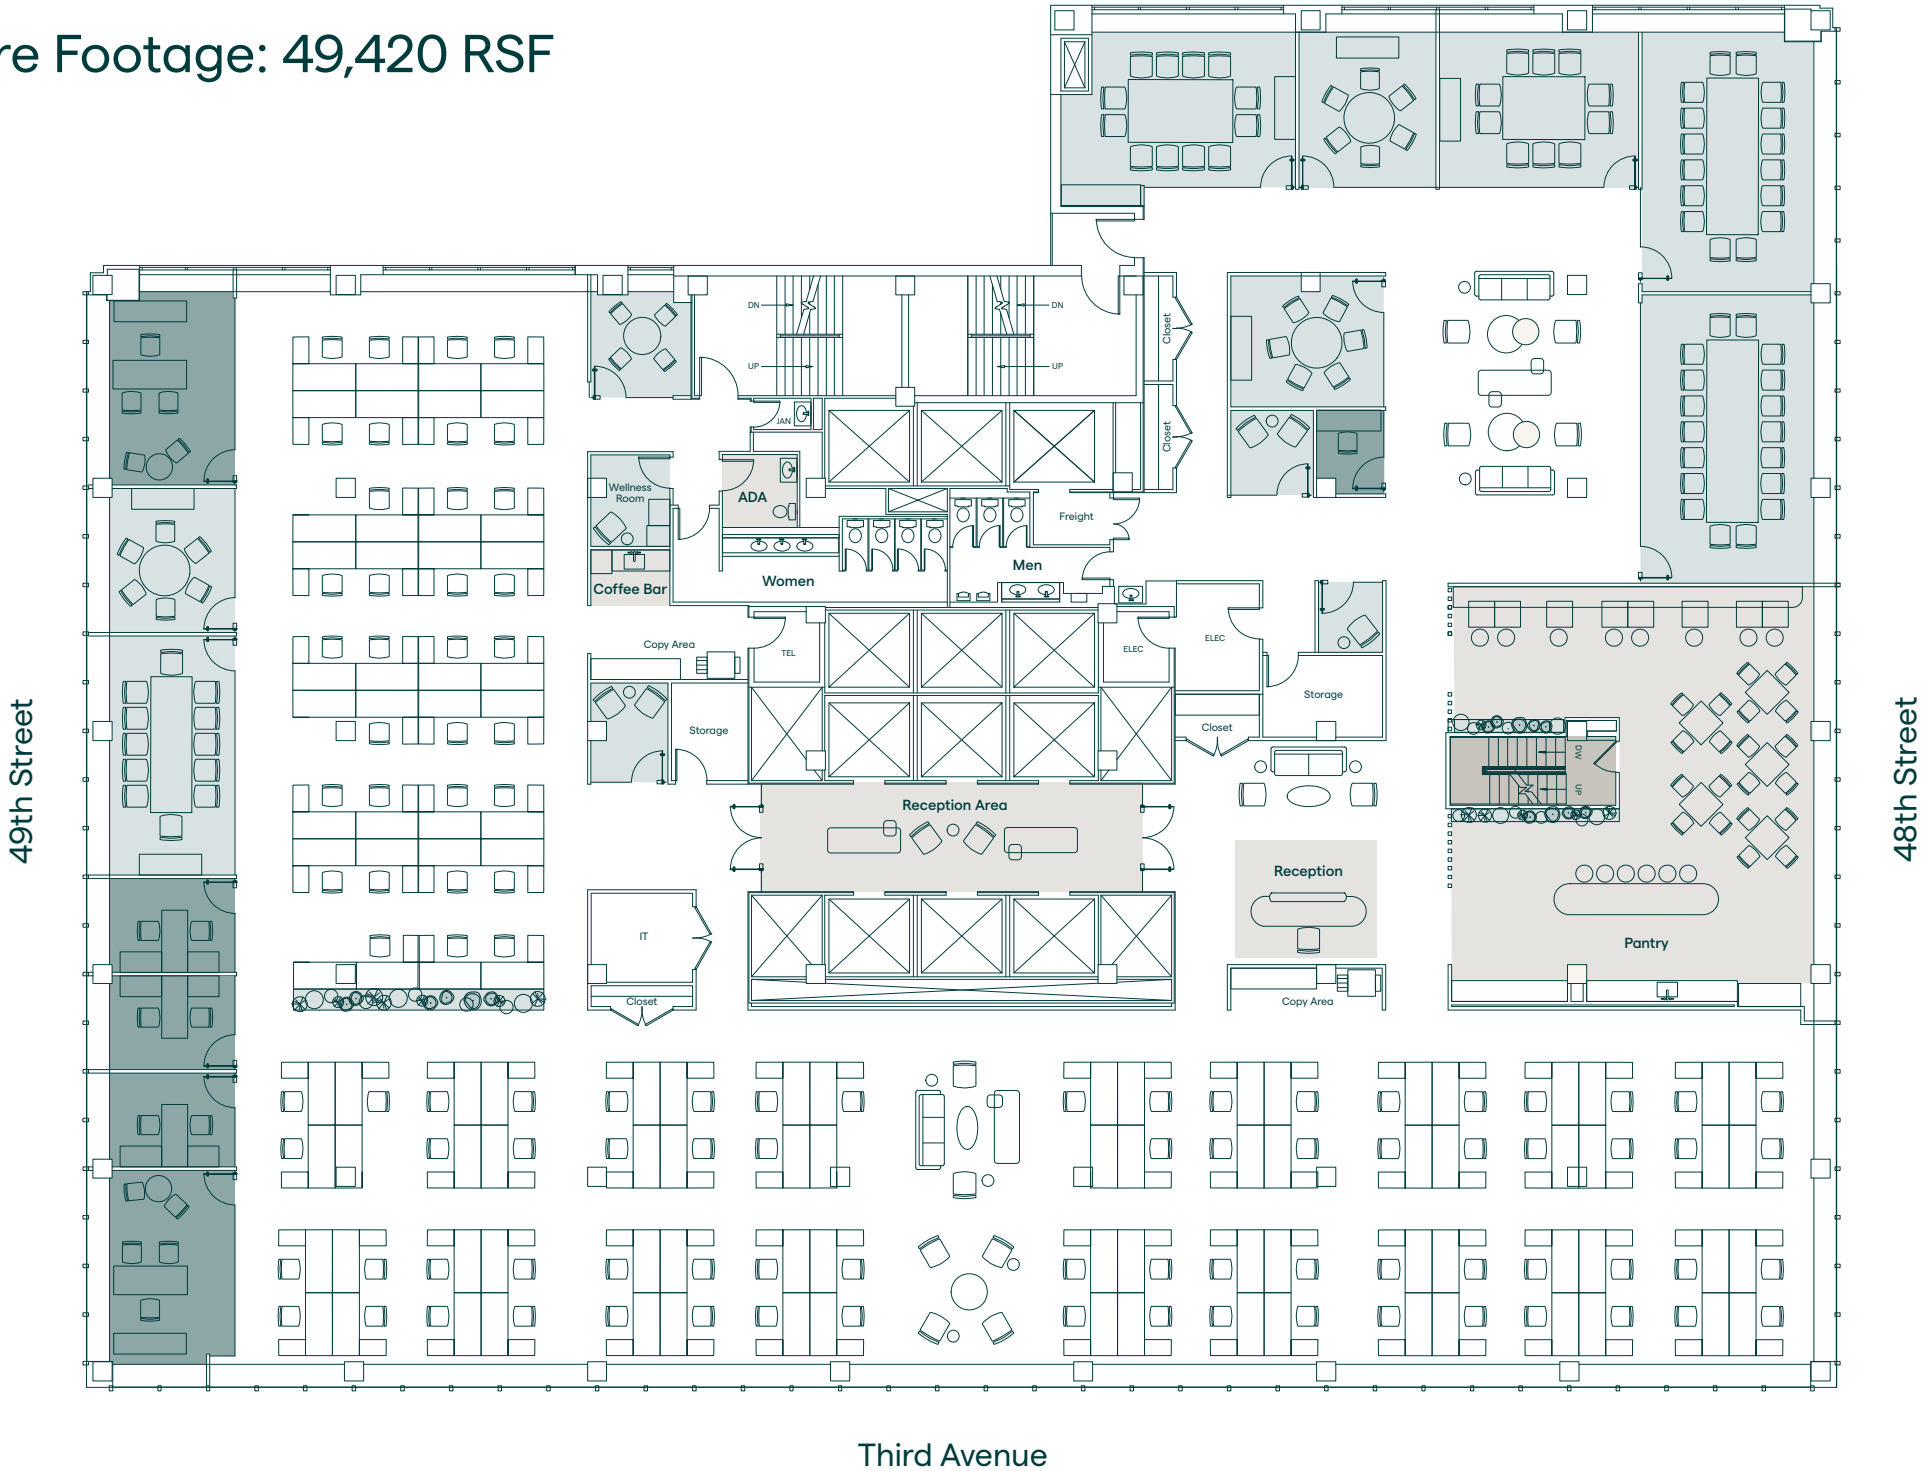 re Footage: 49,420 RSF
DN
DN
UP
UP
Closet
Closet
JAN
Wellness
Room
ADA
Freight
Coffee Bar
Women
Men
Copy Area
TEL
ELEC
ELEC
Storage
Storage
Closet
49th Street
48th Street
DW
UP
Reception Area
Reception
Pantry
IT
Closet
Copy Area
Third Avenue